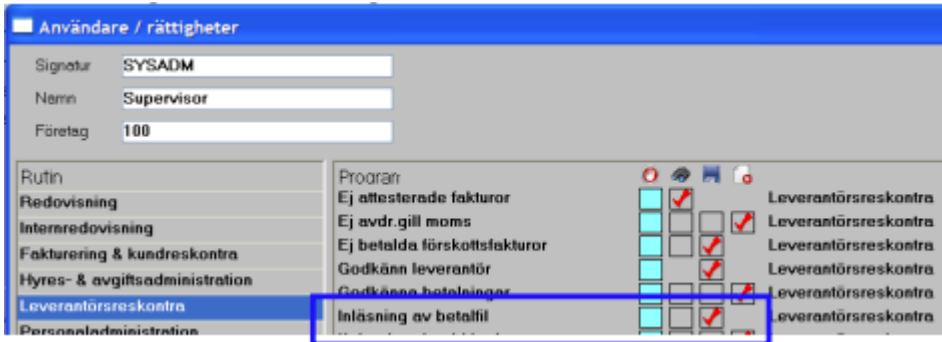 Användare / rättigheter
Signatur SYSADM
Namn Supervisor
Företag 100
Rutin
Redovisning
Internredovisning
Fakturering & kundreskontra
Hyres- & avgiftsadministration
Leverantörsreskontra
Personaladministration
Program
Ej attesterade fakturor Leverantörsreskontra
Ej avdr.gill moms Leverantörsreskontra
Ej betalda förskottsfakturor Leverantörsreskontra
Godkänn leverantör Leverantörsreskontra
Godkänna betalningar Leverantörsreskontra
Inläsning av betalfil Leverantörsreskontra